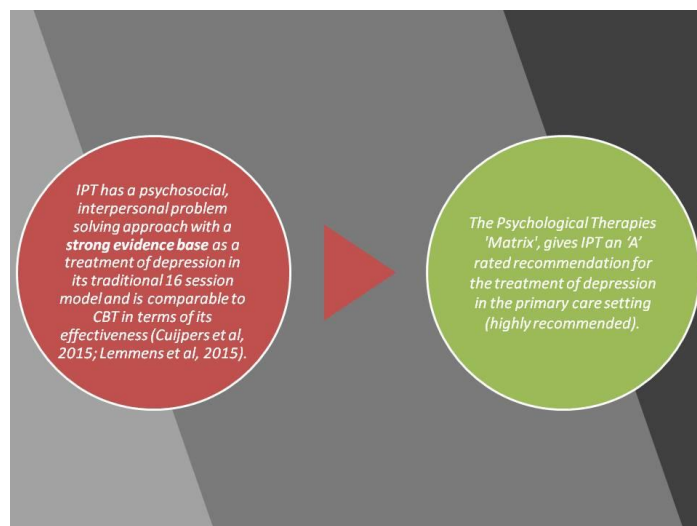 IPT has a psychosocial,
interpersonal problem
solving approach with a
strong evidence base as a
treatment of depression in
its traditional 16 session
model and is comparable to
CBT in terms of its
effectiveness (Cuijpers et al,
2015; Lemmens et al, 2015).
The Psychological Therapies
'Matrix', gives IPT an ‘A’
rated recommendation for
the treatment of depression
in the primary care setting
(highly recommended).